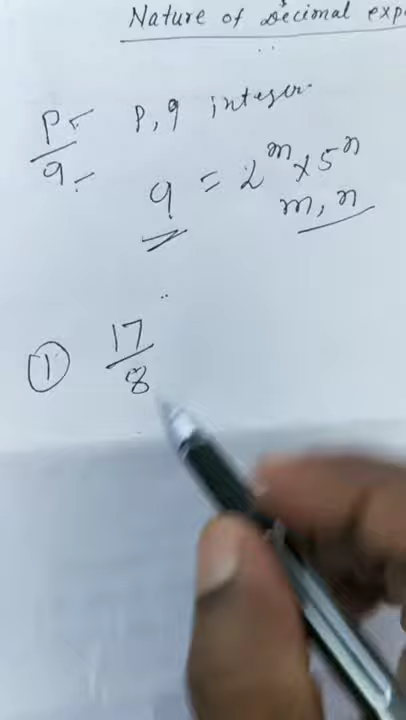 Nature of Decimal exp
p/q p, q integer.
q = 2^m × 5^n
m, n
① 17/8